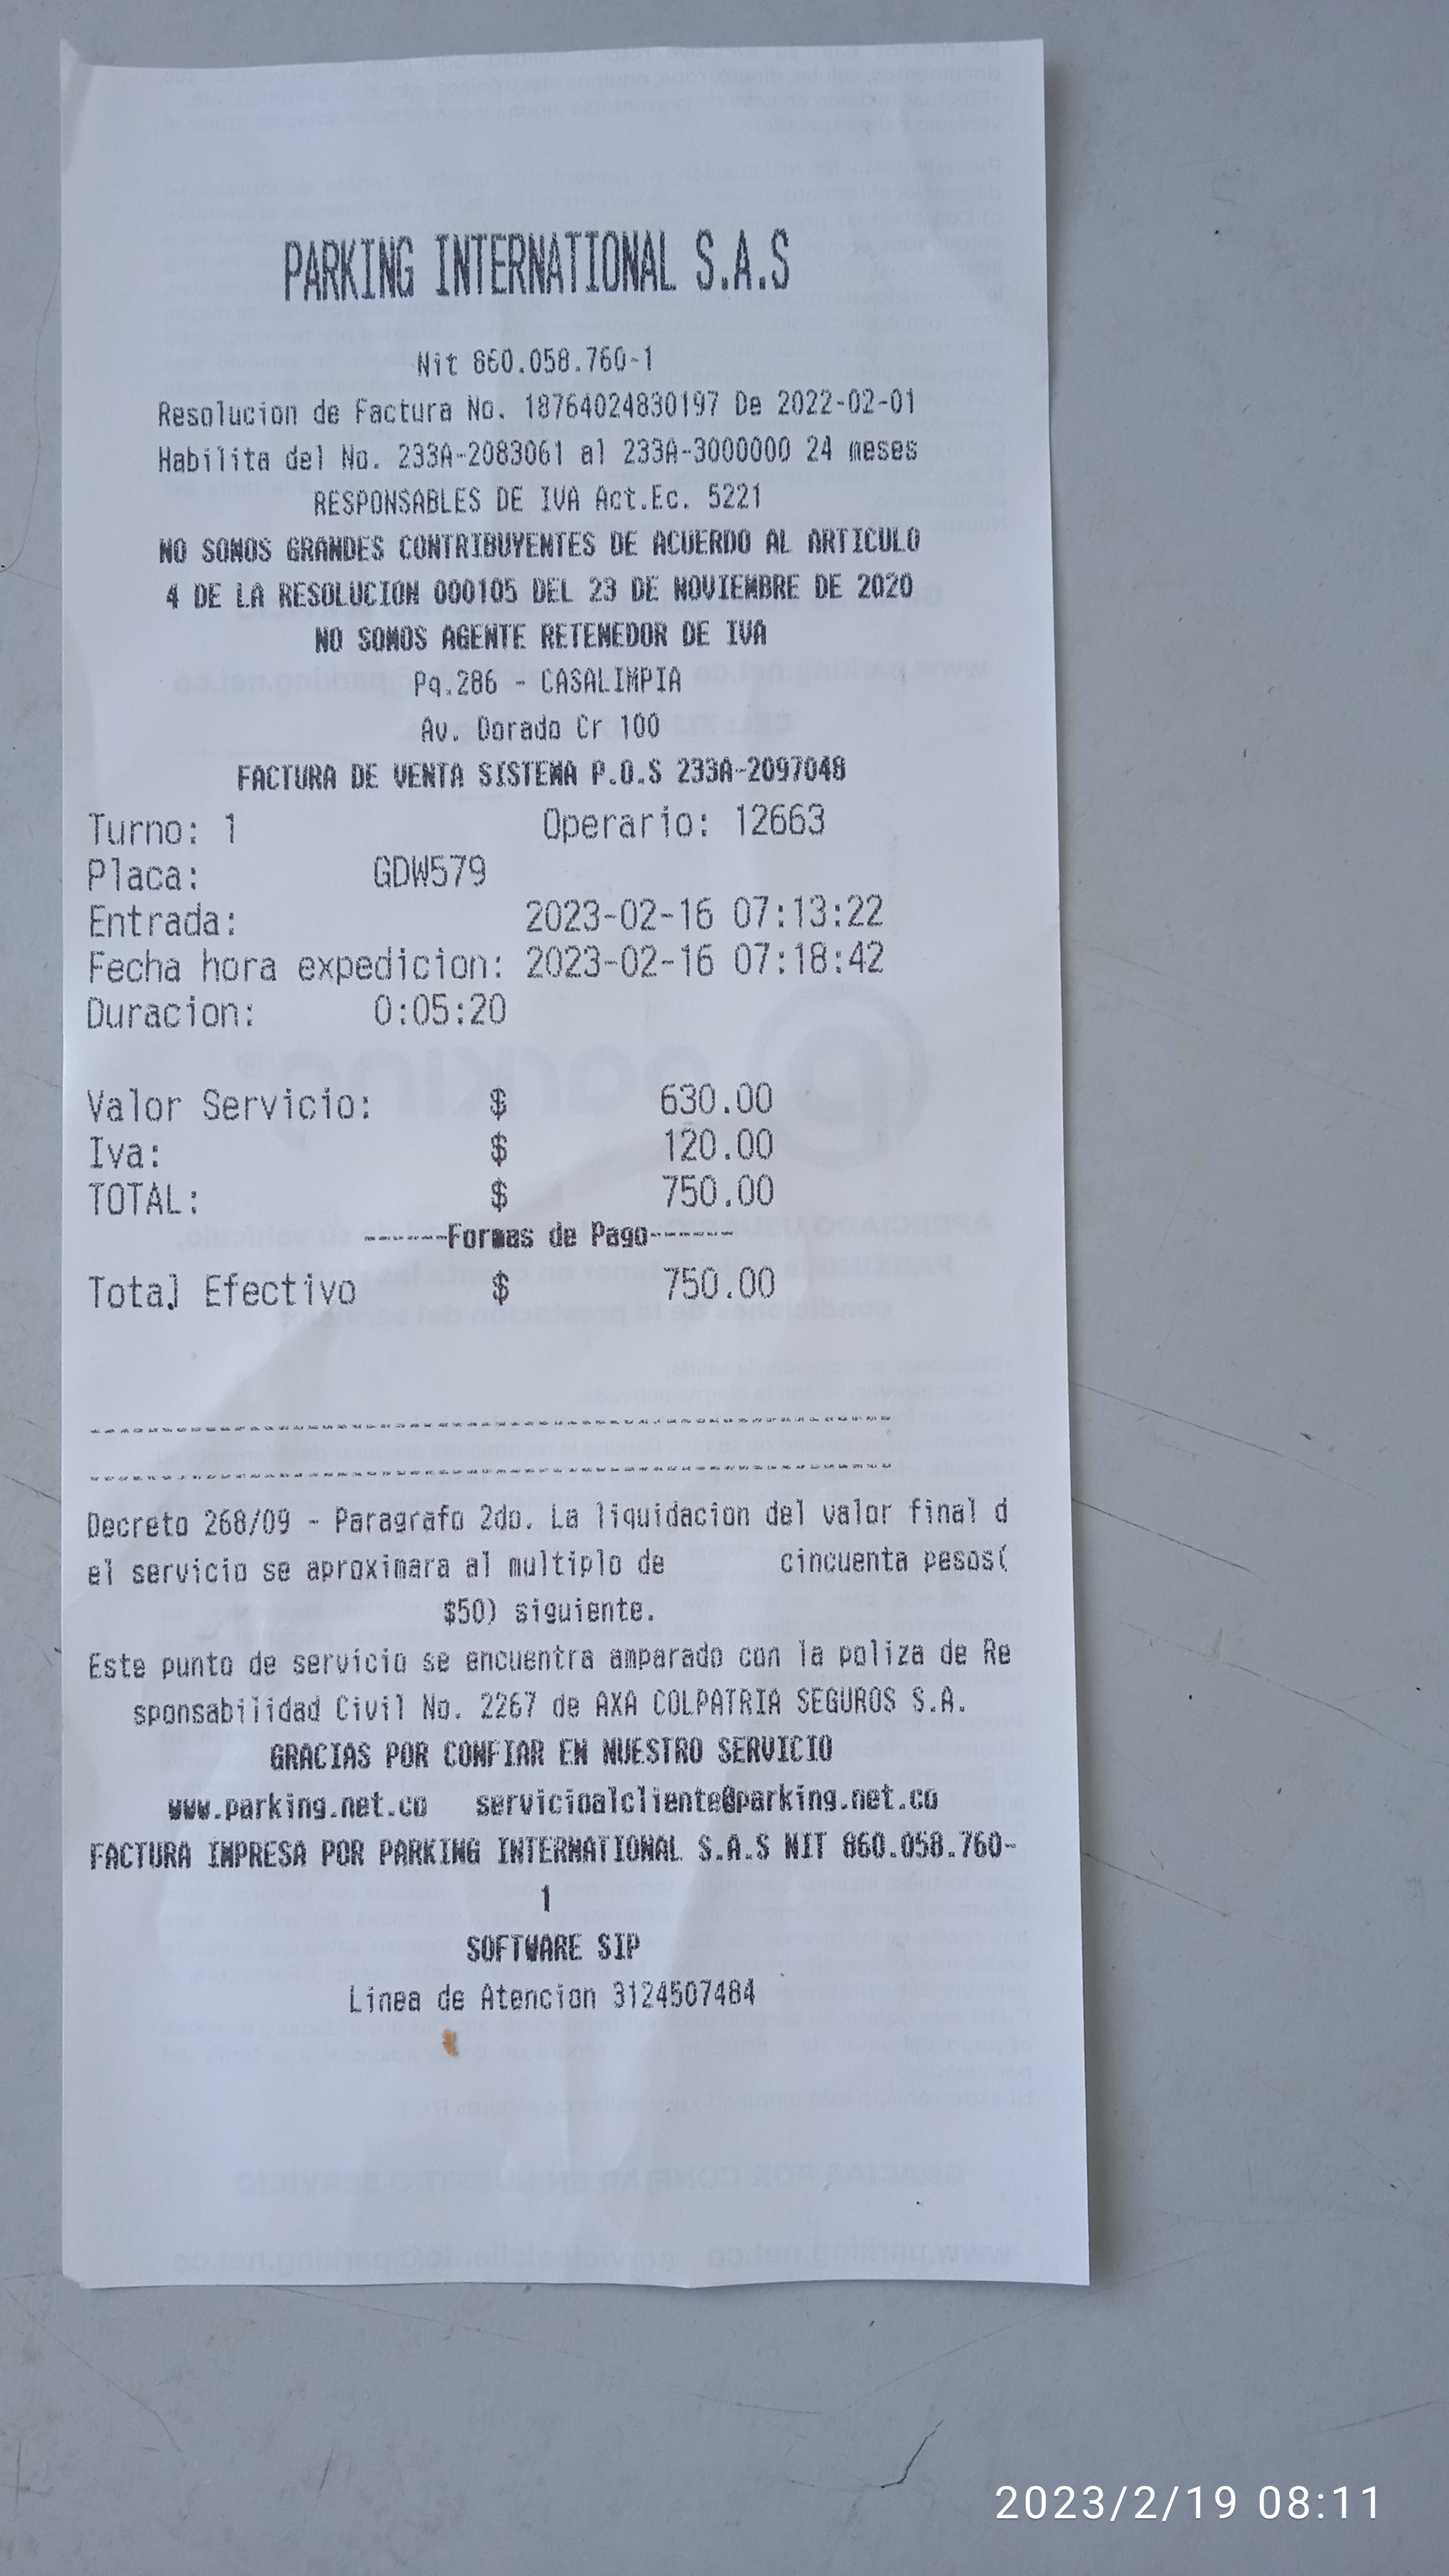 PARKING INTERNATIONAL S.A.S
Nit 860.058.760-1
Resolucion de Factura No. 18764024830197 De 2022-02-01
Habilita del No. 233A-2083061 al 233A-3000000 24 meses
RESPONSABLES DE IVA Act.Ec. 5221
NO SOMOS GRANDES CONTRIBUYENTES DE ACUERDO AL ARTICULO
4 DE LA RESOLUCION 000105 DEL 23 DE NOVIEMBRE DE 2020
NO SOMOS AGENTE RETENEDOR DE IVA
Pq.286 - CASALIMPIA
Av. Dorado Cr 100
FACTURA DE VENTA SISTEMA P.O.S 233A-2097048
Turno: 1 Operario: 12663
Placa: GDW579
Entrada: 2023-02-16 07:13:22
Fecha hora expedicion: 2023-02-16 07:18:42
Duracion: 0:05:20
Valor Servicio: $ 630.00
Iva: $ 120.00
TOTAL: $ 750.00
------Formas de Pago------
Total Efectivo $ 750.00
Decreto 268/09 - Paragrafo 2do. La liquidacion del valor final d
el servicio se aproximara al multiplo de cincuenta pesos(
$50) siguiente.
Este punto de servicio se encuentra amparado con la poliza de Re
sponsabilidad Civil No. 2267 de AXA COLPATRIA SEGUROS S.A.
GRACIAS POR CONFIAR EN NUESTRO SERVICIO
www.parking.net.co servicioalcliente@parking.net.co
FACTURA IMPRESA POR PARKING INTERNATIONAL S.A.S NIT 860.058.760-
1
SOFTWARE SIP
Linea de Atencion 3124507484
2023/2/19 08:11